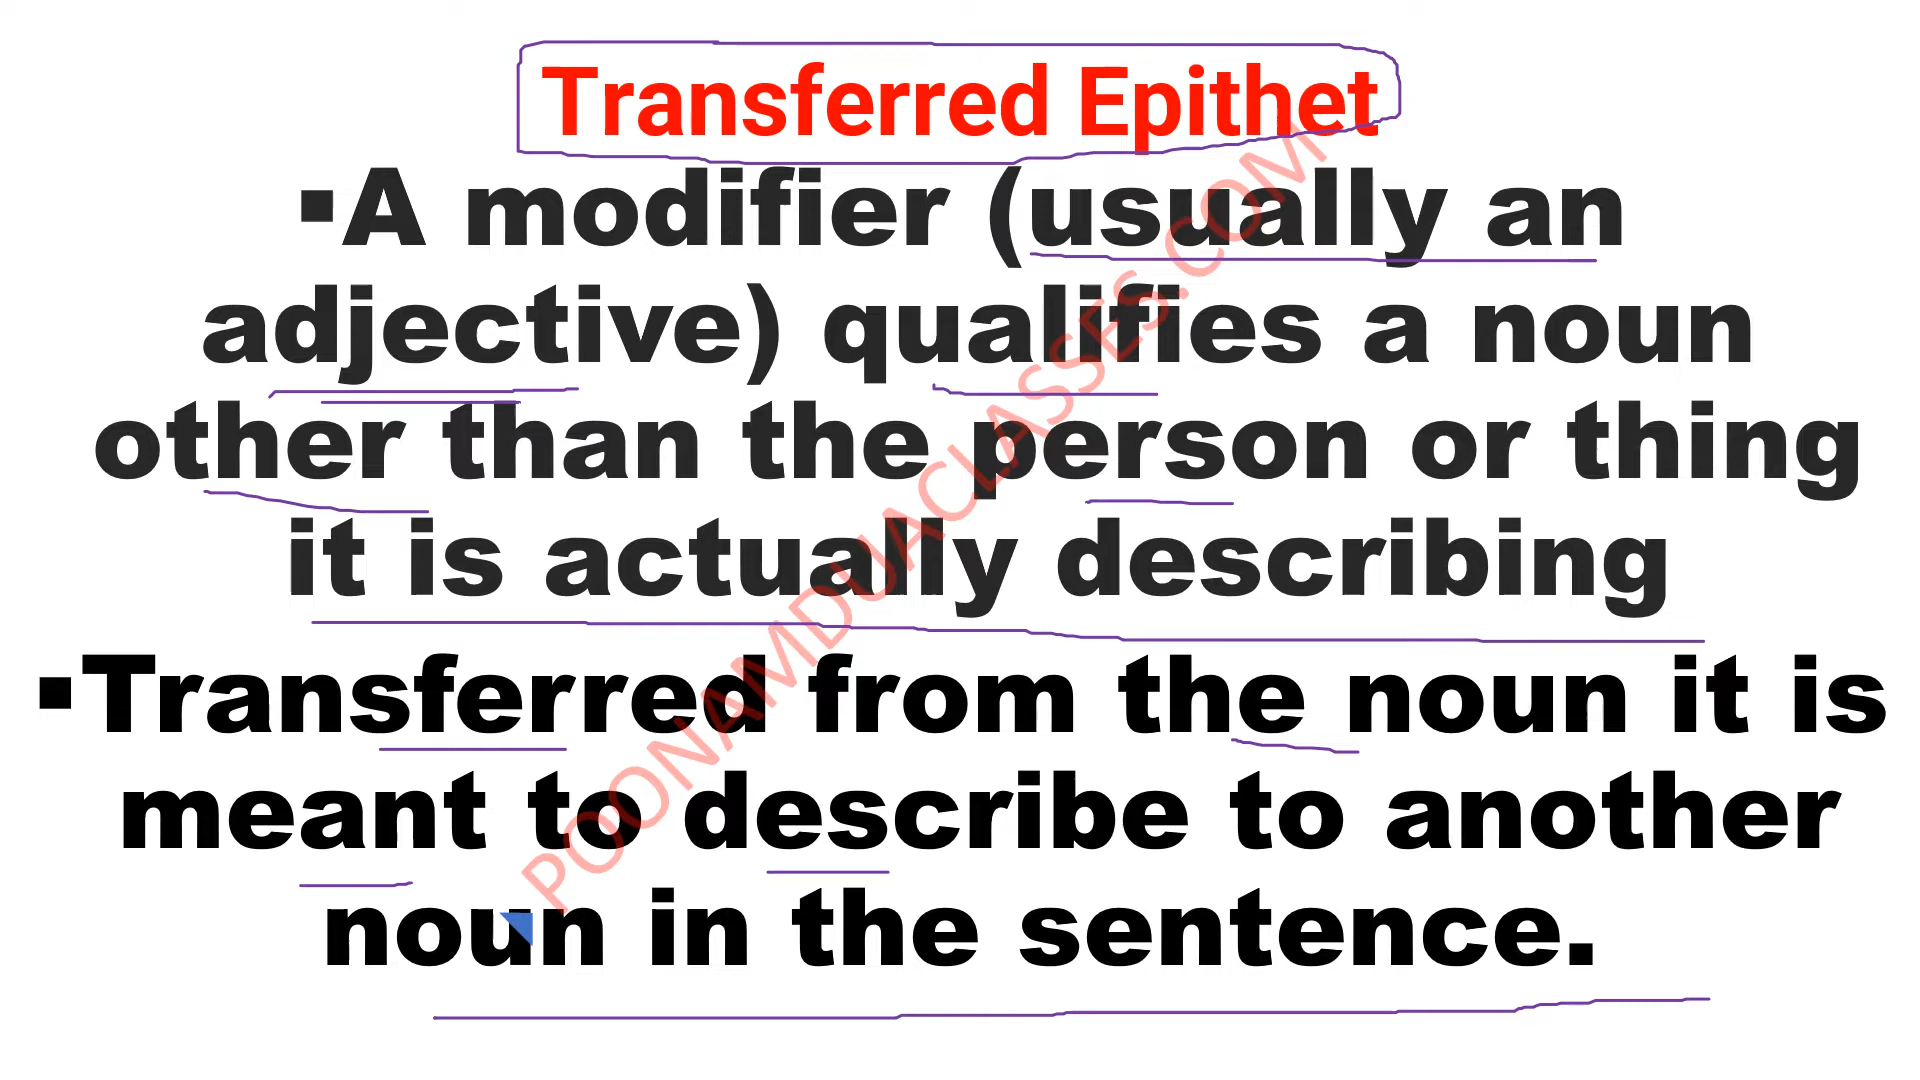 Transferred Epithet
▪A modifier (usually an
adjective) qualifies a noun
other than the person or thing
it is actually describing
▪Transferred from the noun it is
meant to describe to another
noun in the sentence.
POONAMDUACLASSES.COM